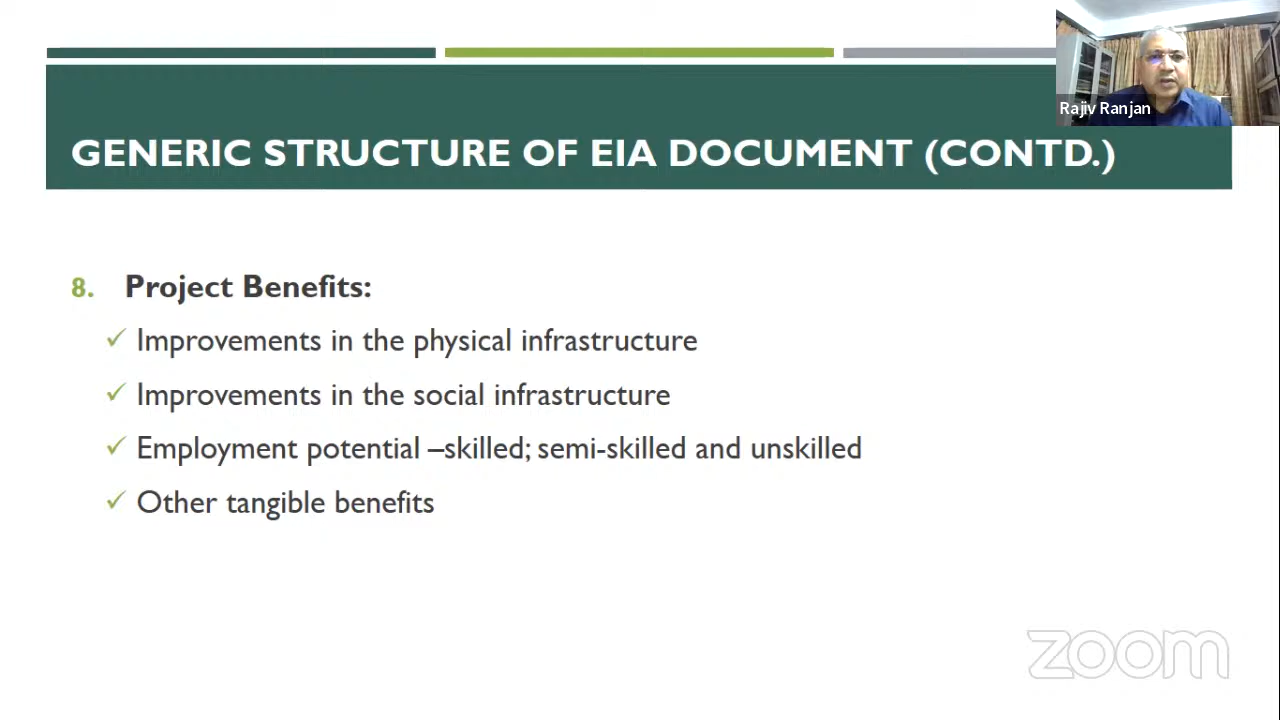 Rajiv Ranjan
GENERIC STRUCTURE OF EIA DOCUMENT (CONTD.)
8. Project Benefits:
✓ Improvements in the physical infrastructure
✓ Improvements in the social infrastructure
✓ Employment potential –skilled; semi-skilled and unskilled
✓ Other tangible benefits
zoom